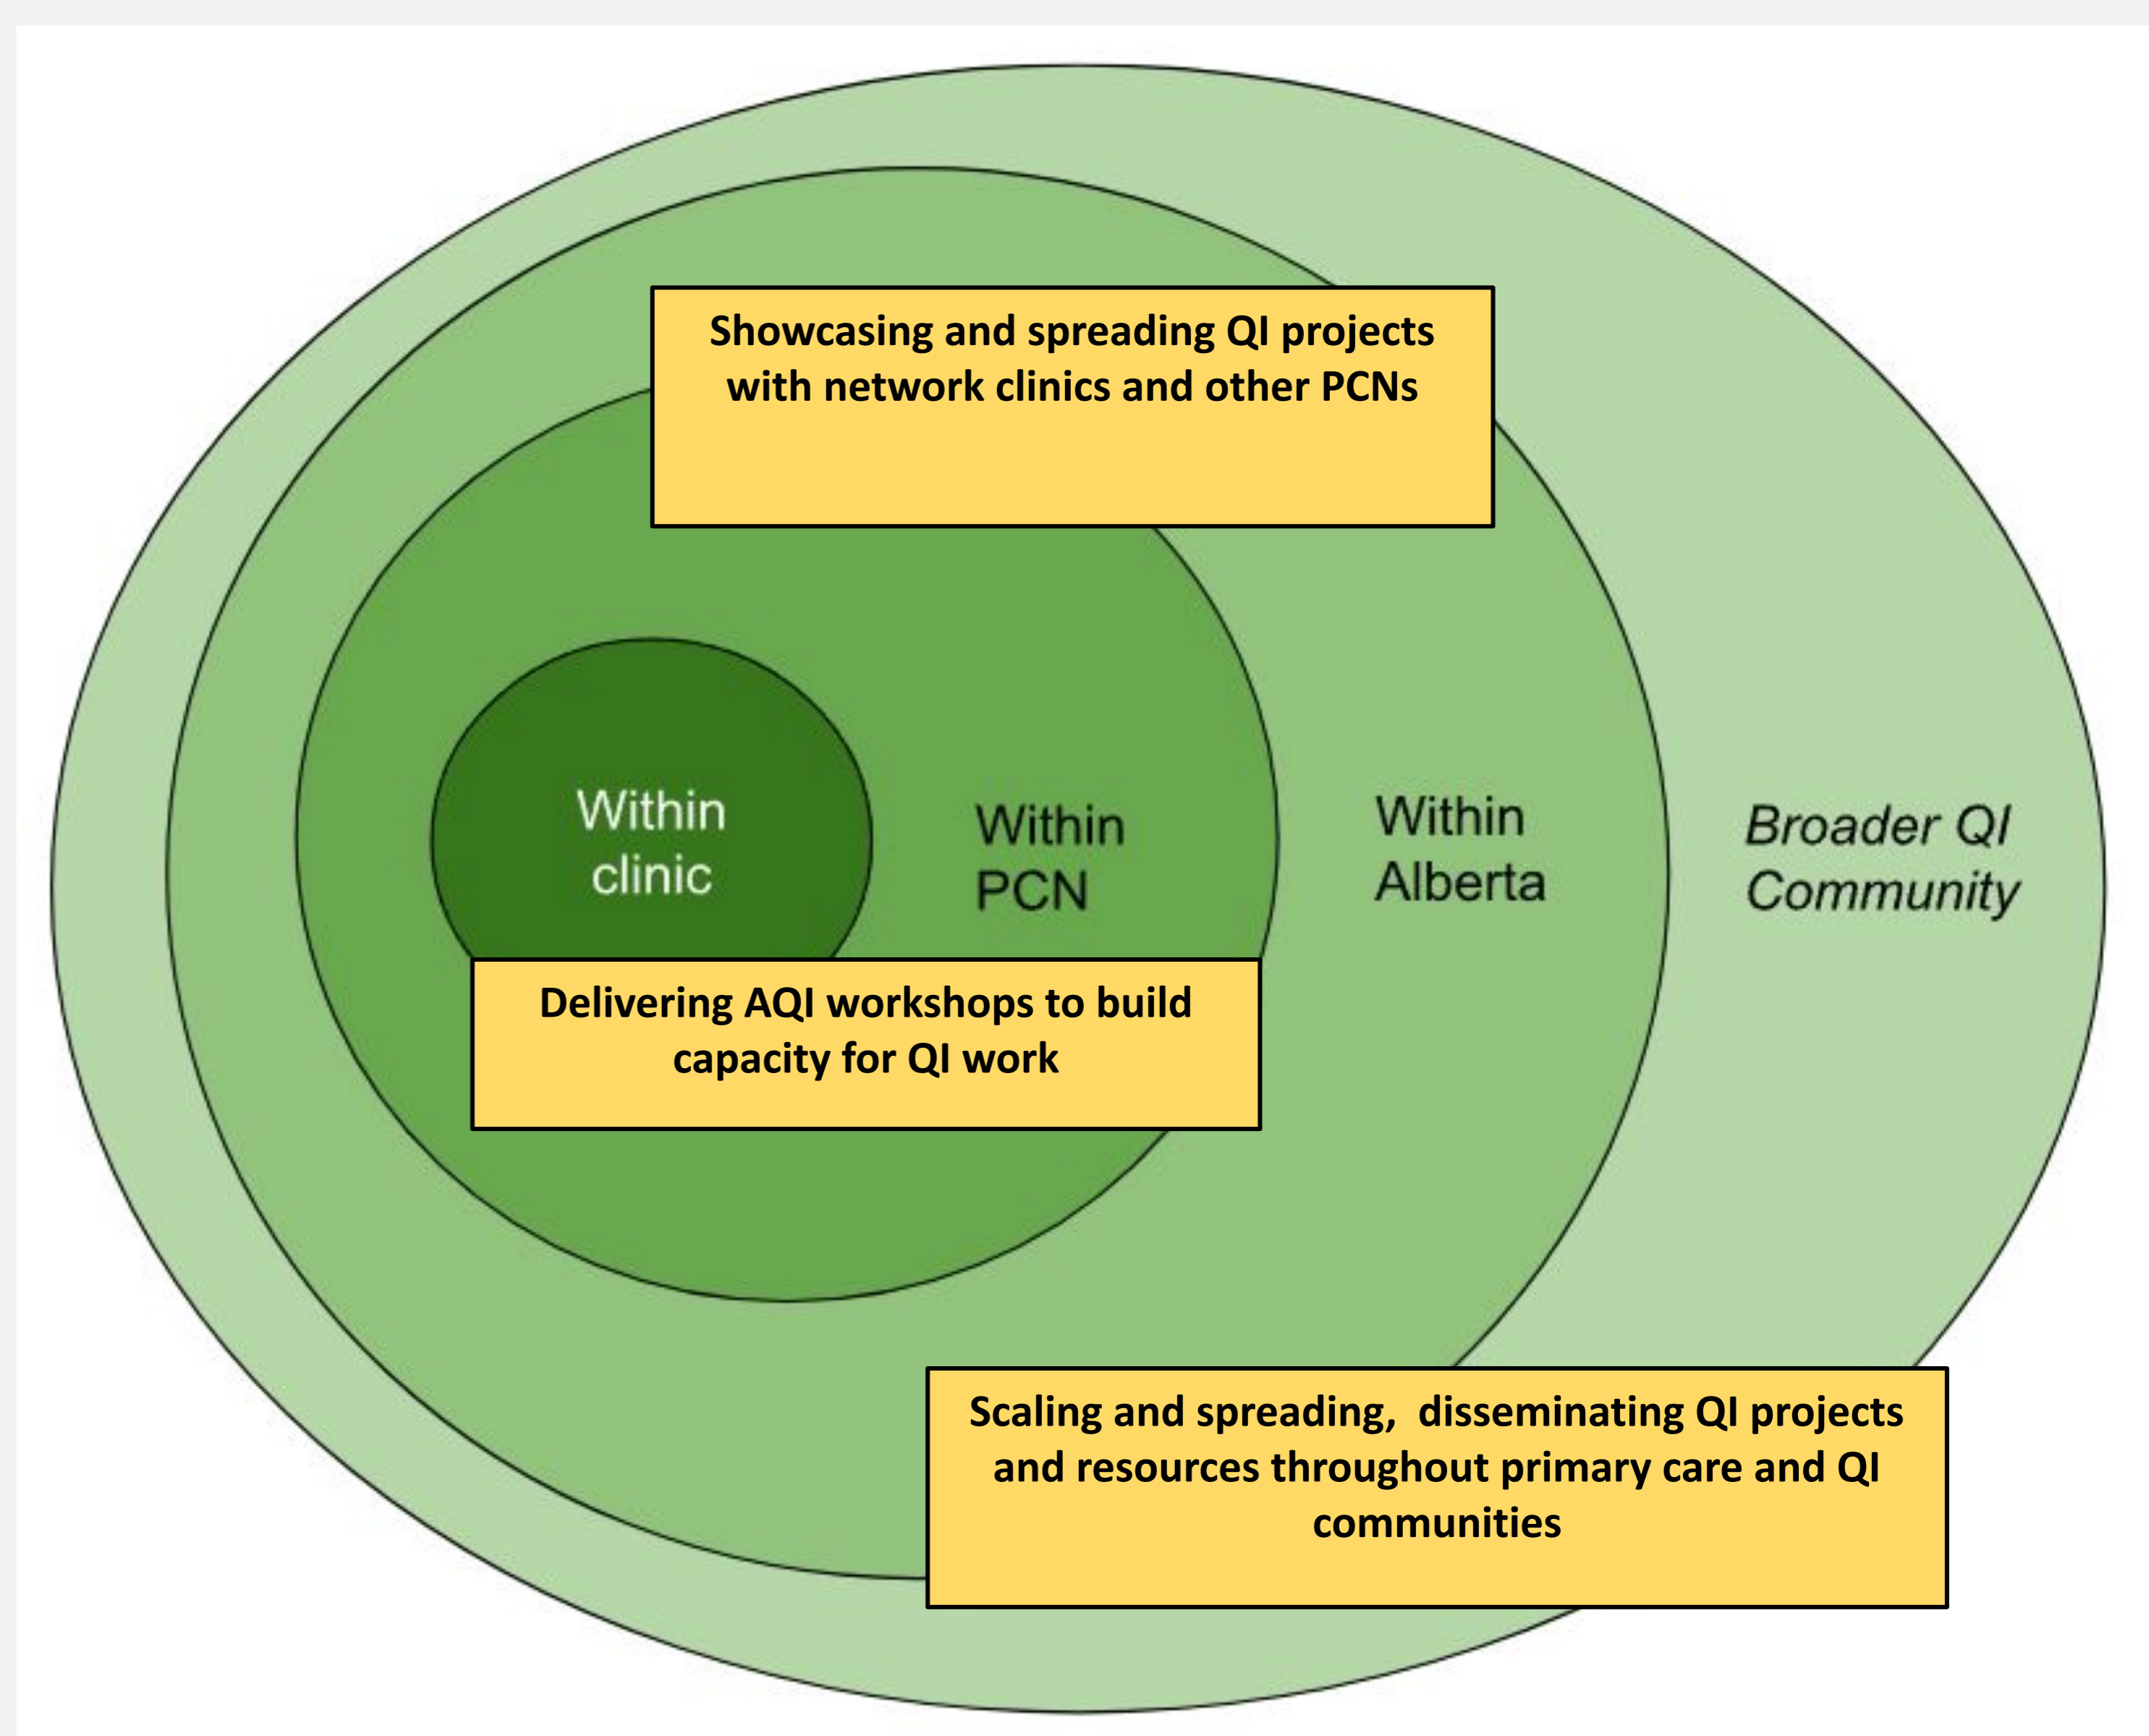 Showcasing and spreading QI projects
with network clinics and other PCNs
Within
clinic
Within
PCN
Within
Alberta
Broader QI
Community
Delivering AQI workshops to build
capacity for QI work
Scaling and spreading,  disseminating QI projects
and resources throughout primary care and QI
communities